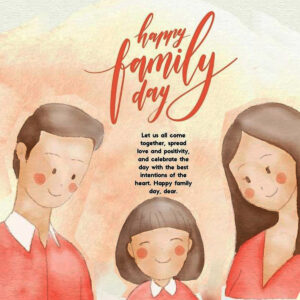 happy
family
day
Let us all come
together, spread
love and positivity,
and celebrate the
day with the best
intentions of the
heart. Happy family
day, dear.